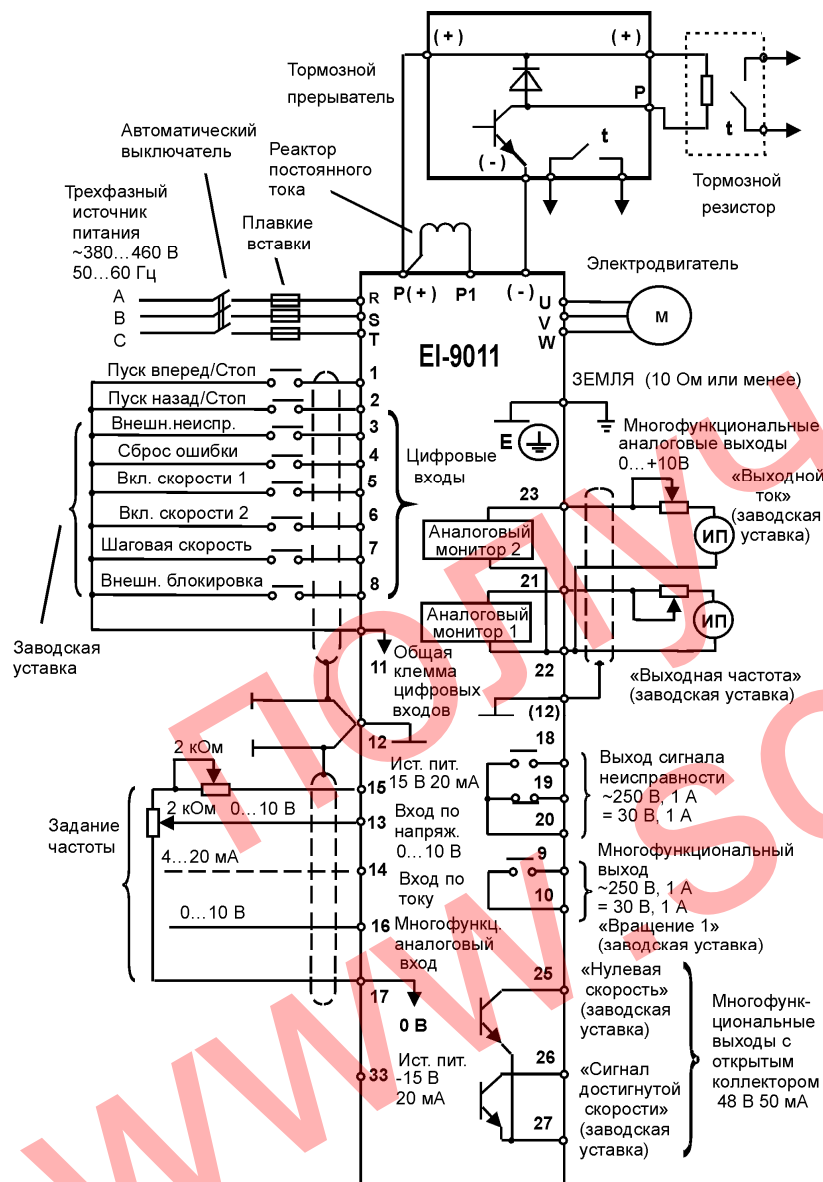 (+)
(+)
Тормозной
прерыватель
P
t
(-)
t
Тормозной
резистор
Автоматический
выключатель
Реактор
постоянного
тока
Трехфазный
источник
питания
~380...460 В
50...60 Гц
Плавкие
вставки
Электродвигатель
A
B
C
R
S
T
P(+)
P1
(-)
U
V
W
М
EI-9011
Пуск вперед/Стоп
1
Пуск назад/Стоп
2
Внешн.неиспр.
3
Сброс ошибки
4
Вкл. скорости 1
5
Вкл. скорости 2
6
Шаговая скорость
7
Внешн. блокировка
8
Цифровые
входы
Заводская
уставка
11
Общая
клемма
цифровых
входов
12
ЗЕМЛЯ (10 Ом или менее)
E
Многофункциональные
аналоговые выходы
0...+10В
«Выходной
ток»
(заводская
уставка)
23
Аналоговый
монитор 2
ИП
21
Аналоговый
монитор 1
ИП
22
«Выходная частота»
(заводская уставка)
(12)
2 кОм
2 кОм
0...10 В
15
Ист. пит.
15 В 20 мА
13
Вход по
напряж.
0...10 В
Задание
частоты
4...20 мА
14
Вход по
току
0...10 В
16
Многофункц.
аналоговый
вход
17
0 В
33
Ист. пит.
-15 В
20 мА
18
19
20
Выход сигнала
неисправности
~250 В, 1 А
= 30 В, 1 А
9
10
Многофункциональный
выход
~250 В, 1 А
= 30 В, 1 А
«Вращение 1»
(заводская уставка)
25
«Нулевая
скорость»
(заводская
уставка)
26
«Сигнал
достигнутой
скорости»
(заводская
уставка)
27
Многофунк-
циональные
выходы с
открытым
коллектором
48 В 50 мА
www.so